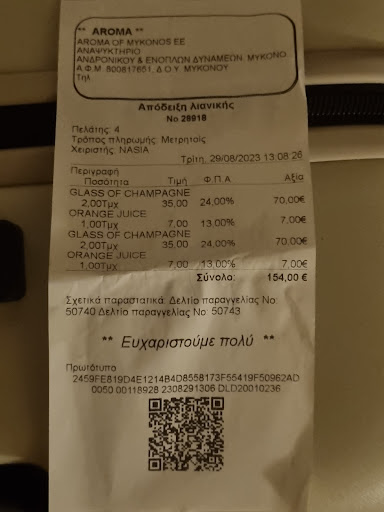 ** AROMA **
AROMA OF MYKONOS EE
ΑΝΑΨΥΚΤΗΡΙΟ
ΑΝΔΡΟΝΙΚΟΥ & ΕΝΟΠΛΩΝ ΔΥΝΑΜΕΩΝ, ΜΥΚΟΝΟ
Α.Φ.Μ. 800817651, Δ.Ο.Υ. ΜΥΚΟΝΟΥ
Τηλ
Απόδειξη λιανικής
No 28918
Πελάτης: 4
Τρόπος πληρωμής: Μετρητοίς
Χειριστής: NASIA
Τρίτη, 29/08/2023 13:08:26
Περιγραφή
Ποσότητα Τιμή Φ.Π.Α Αξία
GLASS OF CHAMPAGNE
2,00Τμχ 35,00 24,00% 70,00€
ORANGE JUICE
1,00Τμχ 7,00 13,00% 7,00€
GLASS OF CHAMPAGNE
2,00Τμχ 35,00 24,00% 70,00€
ORANGE JUICE
1,00Τμχ 7,00 13,00% 7,00€
Σύνολο: 154,00 €
Σχετικά παραστατικά: Δελτίο παραγγελίας No:
50740 Δελτίο παραγγελίας No: 50743
** Ευχαριστούμε πολύ **
Πρωτότυπο
2459FE819D4E1214B4D8558173F55419F50962AD
0050 00118928 2308291306 DLD20010236